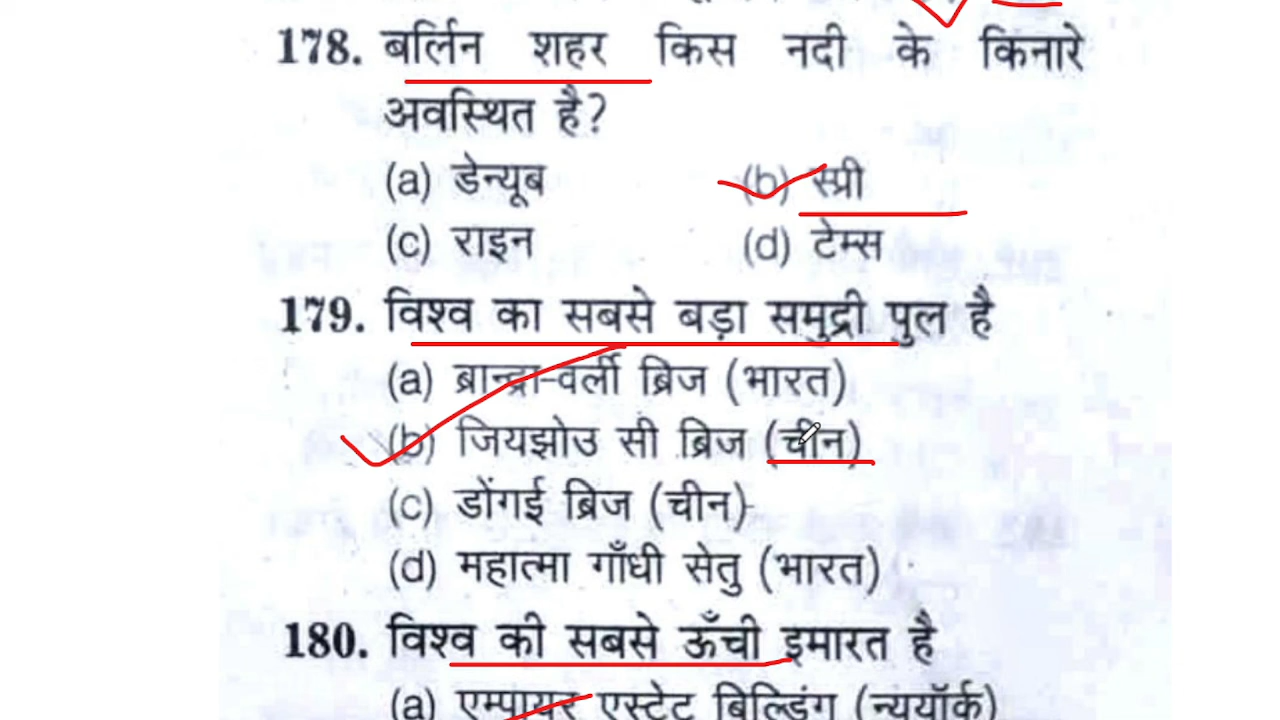 178. बर्लिन शहर किस नदी के किनारे
अवस्थित है?
(a) डेन्यूब (b) स्प्री
(c) राइन (d) टेम्स
179. विश्व का सबसे बड़ा समुद्री पुल है
(a) बान्द्रा-वर्ली ब्रिज (भारत)
(b) जियझोउ सी ब्रिज (चीन)
(c) डोंगई ब्रिज (चीन)
(d) महात्मा गाँधी सेतु (भारत)
180. विश्व की सबसे ऊँची इमारत है
(a) एम्पायर एस्टेट बिल्डिंग (न्यूयॉर्क)